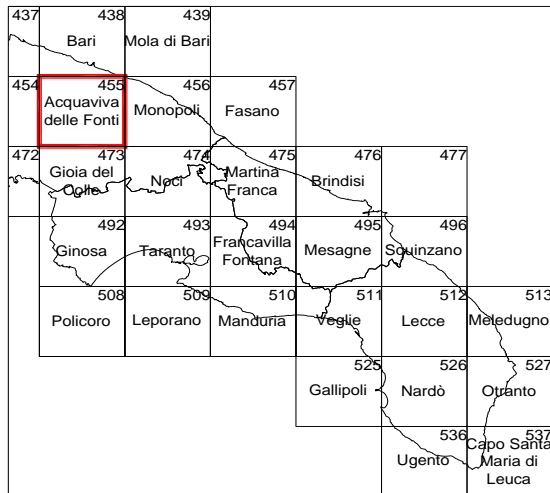 437 438 439
Bari Mola di Bari
454 455 456 457
Acquaviva
delle Fonti Monopoli Fasano
472 473 474 475 476 477
Gioia del
Colle Noci Martina
Franca Brindisi
492 493 494 495 496
Ginosa Taranto Francavilla
Fontana Mesagne Squinzano
508 509 510 511 512 513
Policoro Leporano Manduria Veglie Lecce Meledugno
525 526 527
Gallipoli Nardò Otranto
536 537
Ugento Capo Santa
Maria di
Leuca